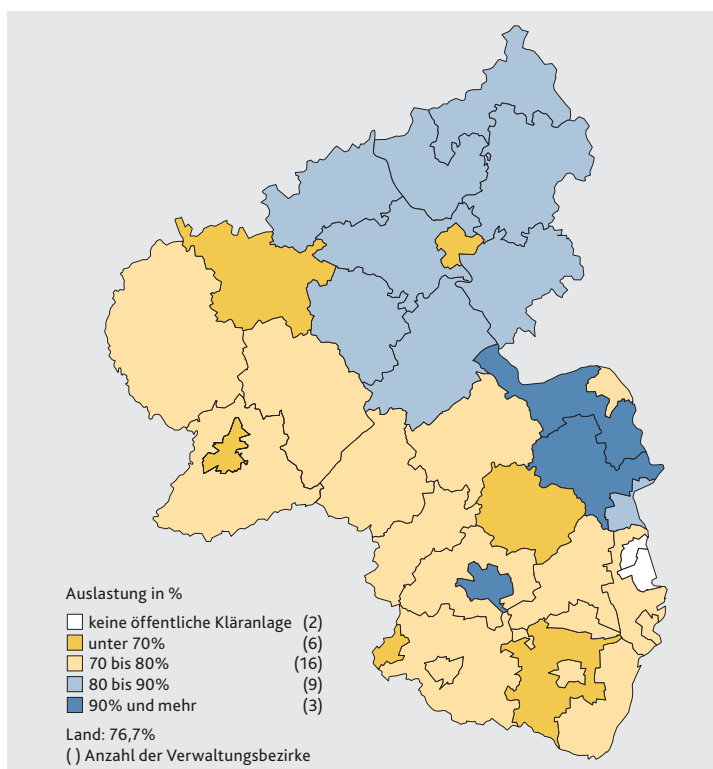 Auslastung in %
keine öffentliche Kläranlage (2)
unter 70% (6)
70 bis 80% (16)
80 bis 90% (9)
90% und mehr (3)
Land: 76,7%
( ) Anzahl der Verwaltungsbezirke